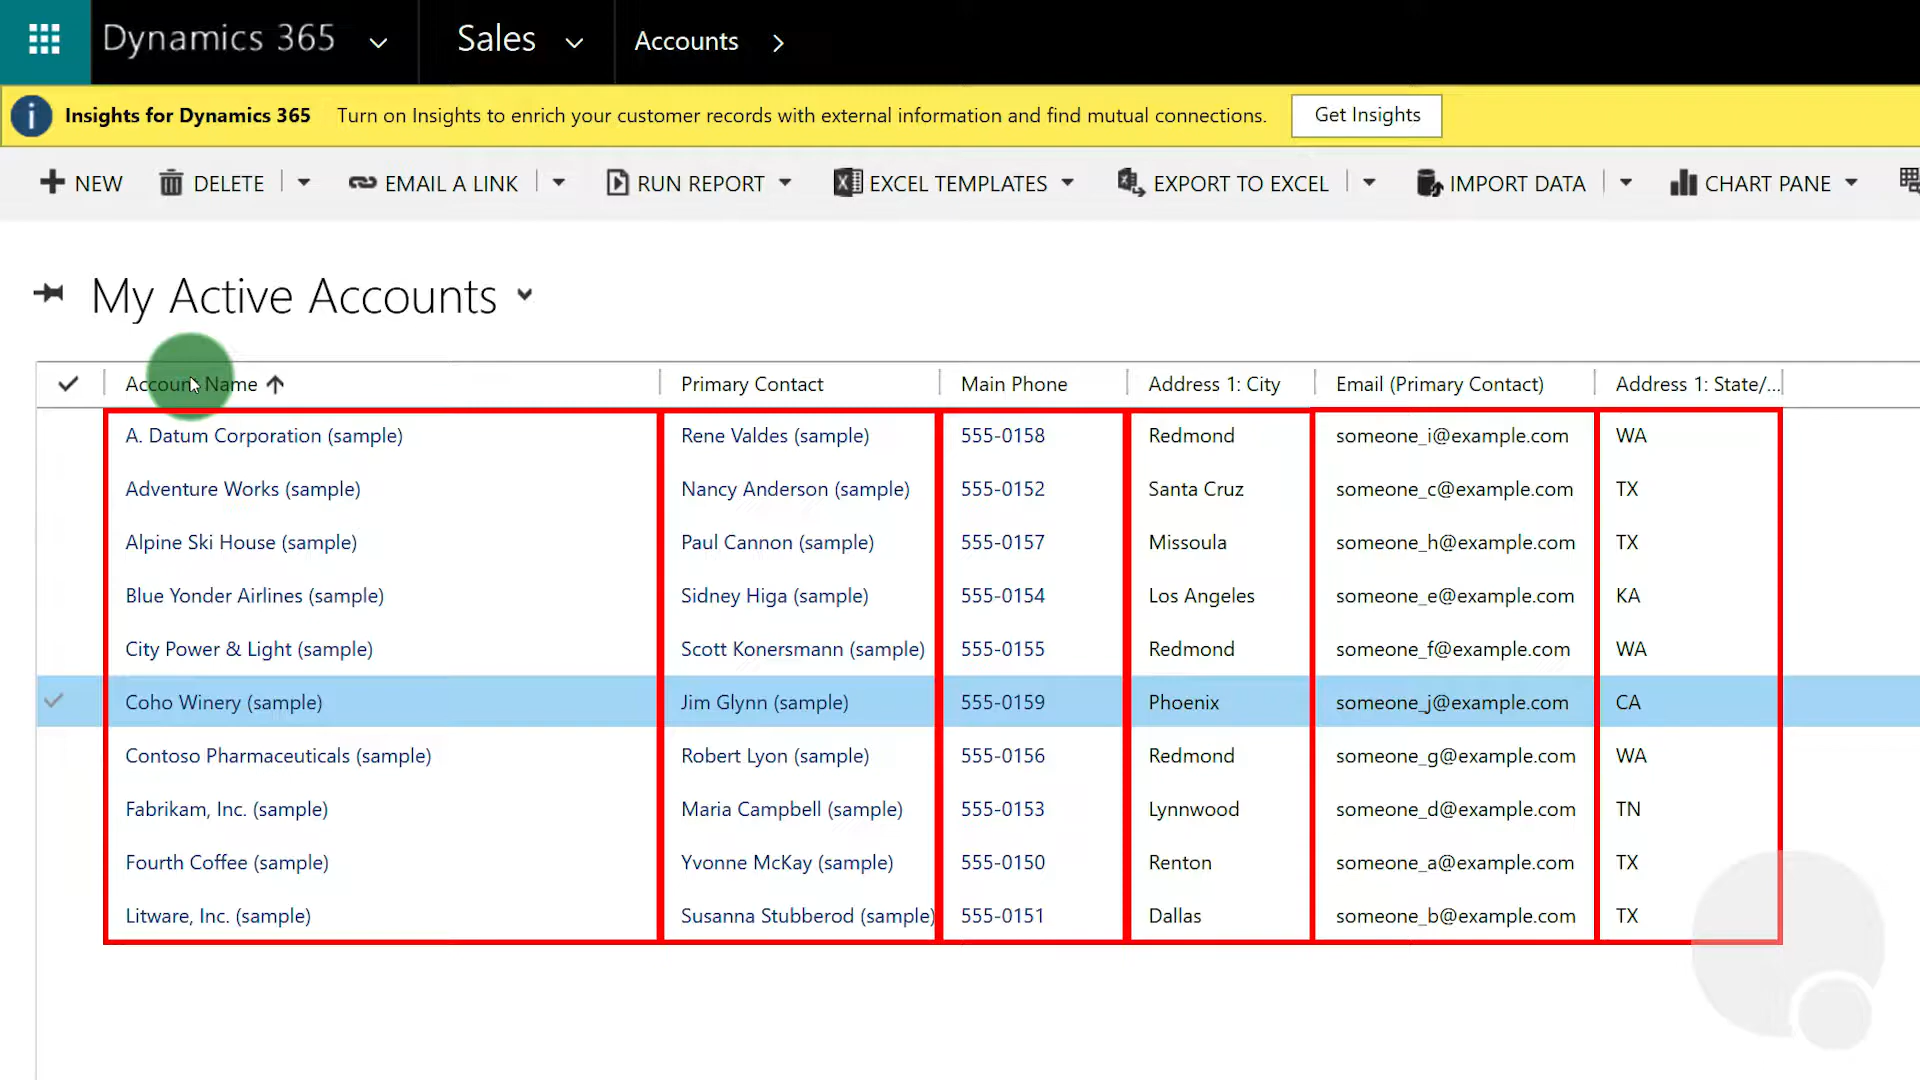 Dynamics 365 Sales Accounts
Insights for Dynamics 365 Turn on Insights to enrich your customer records with external information and find mutual connections. Get Insights
NEW DELETE EMAIL A LINK RUN REPORT EXCEL TEMPLATES EXPORT TO EXCEL IMPORT DATA CHART PANE
My Active Accounts
Account Name Primary Contact Main Phone Address 1: City Email (Primary Contact) Address 1: State/...
A. Datum Corporation (sample) Rene Valdes (sample) 555-0158 Redmond someone_i@example.com WA
Adventure Works (sample) Nancy Anderson (sample) 555-0152 Santa Cruz someone_c@example.com TX
Alpine Ski House (sample) Paul Cannon (sample) 555-0157 Missoula someone_h@example.com TX
Blue Yonder Airlines (sample) Sidney Higa (sample) 555-0154 Los Angeles someone_e@example.com KA
City Power & Light (sample) Scott Konersmann (sample) 555-0155 Redmond someone_f@example.com WA
Coho Winery (sample) Jim Glynn (sample) 555-0159 Phoenix someone_j@example.com CA
Contoso Pharmaceuticals (sample) Robert Lyon (sample) 555-0156 Redmond someone_g@example.com WA
Fabrikam, Inc. (sample) Maria Campbell (sample) 555-0153 Lynnwood someone_d@example.com TN
Fourth Coffee (sample) Yvonne McKay (sample) 555-0150 Renton someone_a@example.com TX
Litware, Inc. (sample) Susanna Stubberod (sample) 555-0151 Dallas someone_b@example.com TX